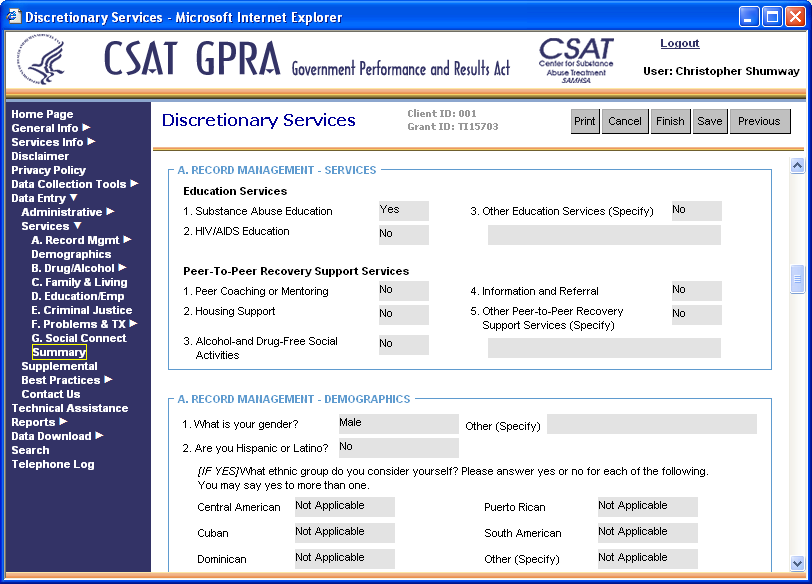 Discretionary Services - Microsoft Internet Explorer
CSAT GPRA Government Performance and Results Act
CSAT
Center for Substance
Abuse Treatment
SAMHSA
Logout
User: Christopher Shumway
Home Page
General Info
Services Info
Disclaimer
Privacy Policy
Data Collection Tools
Data Entry
Administrative
Services
A. Record Mgmt
Demographics
B. Drug/Alcohol
C. Family & Living
D. Education/Emp
E. Criminal Justice
F. Problems & TX
G. Social Connect
Summary
Supplemental
Best Practices
Contact Us
Technical Assistance
Reports
Data Download
Search
Telephone Log
Discretionary Services
Client ID: 001
Grant ID: TI15703
Print Cancel Finish Save Previous
A. RECORD MANAGEMENT - SERVICES
Education Services
1. Substance Abuse Education Yes 3. Other Education Services (Specify) No
2. HIV/AIDS Education No
Peer-To-Peer Recovery Support Services
1. Peer Coaching or Mentoring No 4. Information and Referral No
2. Housing Support No 5. Other Peer-to-Peer Recovery No
Support Services (Specify)
3. Alcohol-and Drug-Free Social No
Activities
A. RECORD MANAGEMENT - DEMOGRAPHICS
1. What is your gender? Male Other (Specify)
2. Are you Hispanic or Latino? No
[IF YES]What ethnic group do you consider yourself? Please answer yes or no for each of the following.
You may say yes to more than one.
Central American Not Applicable Puerto Rican Not Applicable
Cuban Not Applicable South American Not Applicable
Dominican Not Applicable Other (Specify) Not Applicable